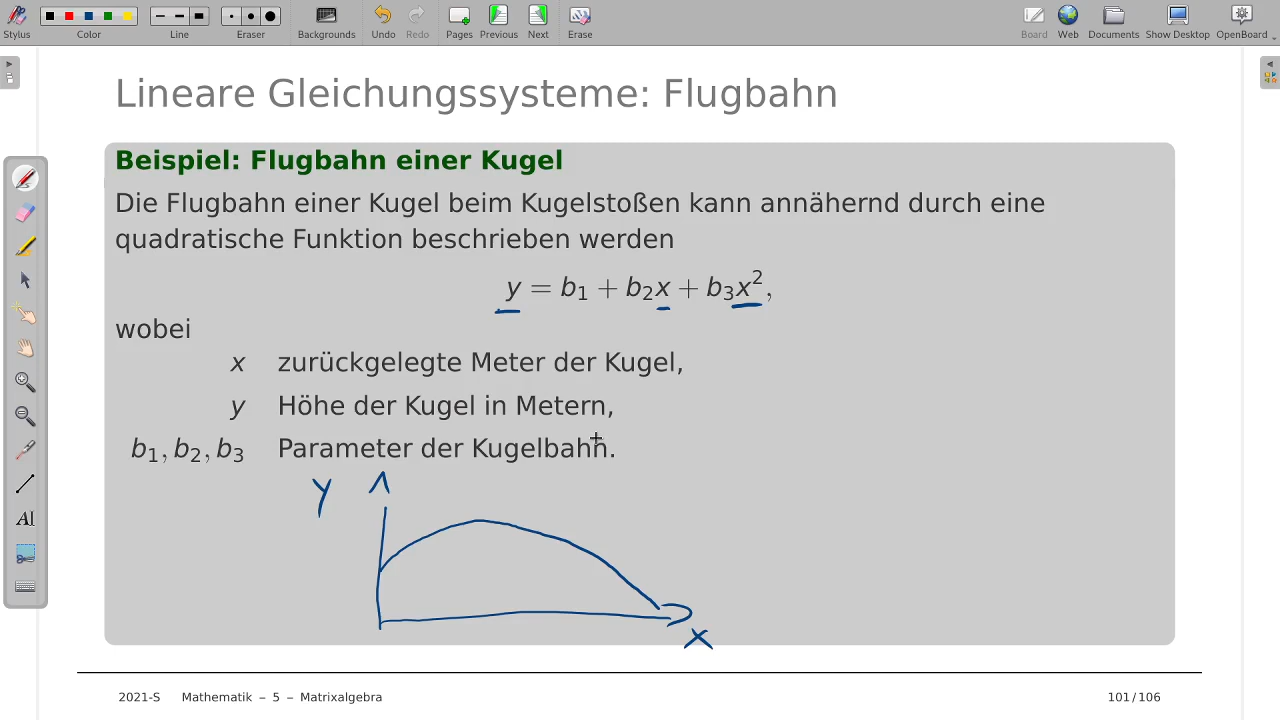 Stylus Color Line Eraser Backgrounds Undo Redo Pages Previous Next Erase Board Web Documents Show Desktop OpenBoard
Lineare Gleichungssysteme: Flugbahn
Beispiel: Flugbahn einer Kugel
Die Flugbahn einer Kugel beim Kugelstoßen kann annähernd durch eine
quadratische Funktion beschrieben werden
y = b₁ + b₂x + b₃x²,
wobei
x zurückgelegte Meter der Kugel,
y Höhe der Kugel in Metern,
b₁, b₂, b₃ Parameter der Kugelbahn.
y
x
AI
2021-S Mathematik – 5 – Matrixalgebra 101/106